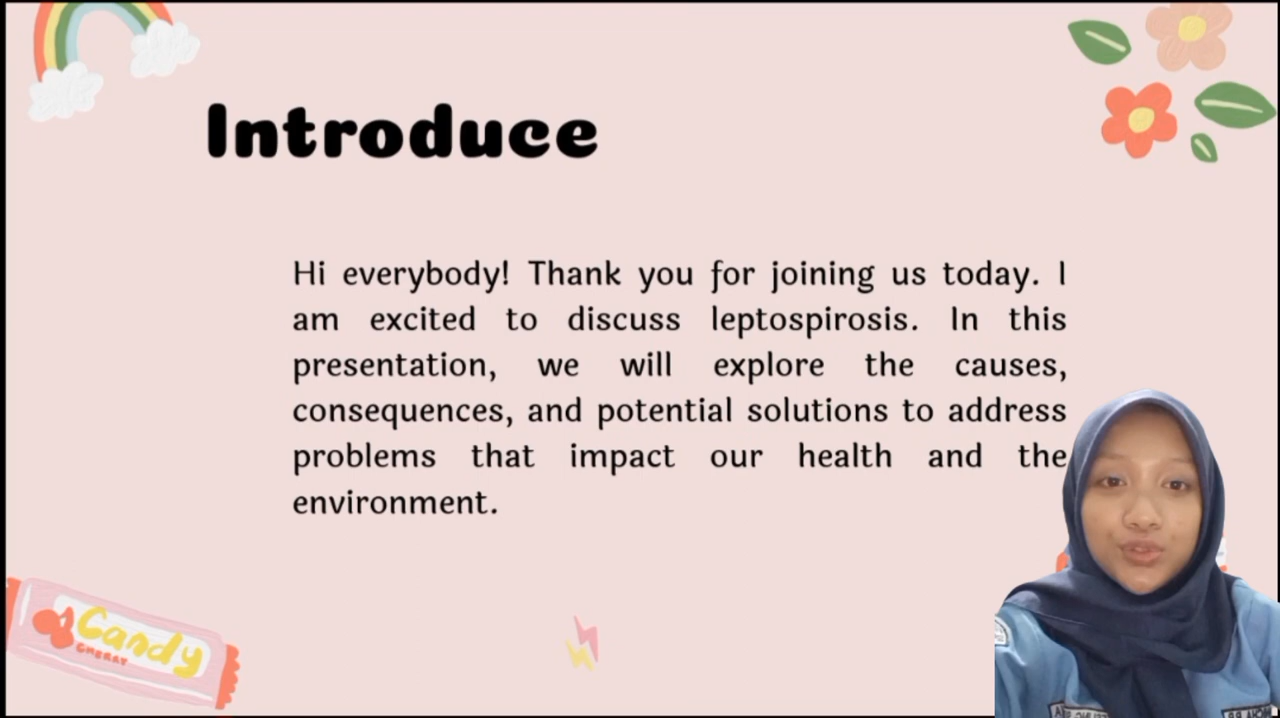 Introduce
Hi everybody! Thank you for joining us today. I
am excited to discuss leptospirosis. In this
presentation, we will explore the causes,
consequences, and potential solutions to address
problems that impact our health and the
environment.
Candy
CHERRY